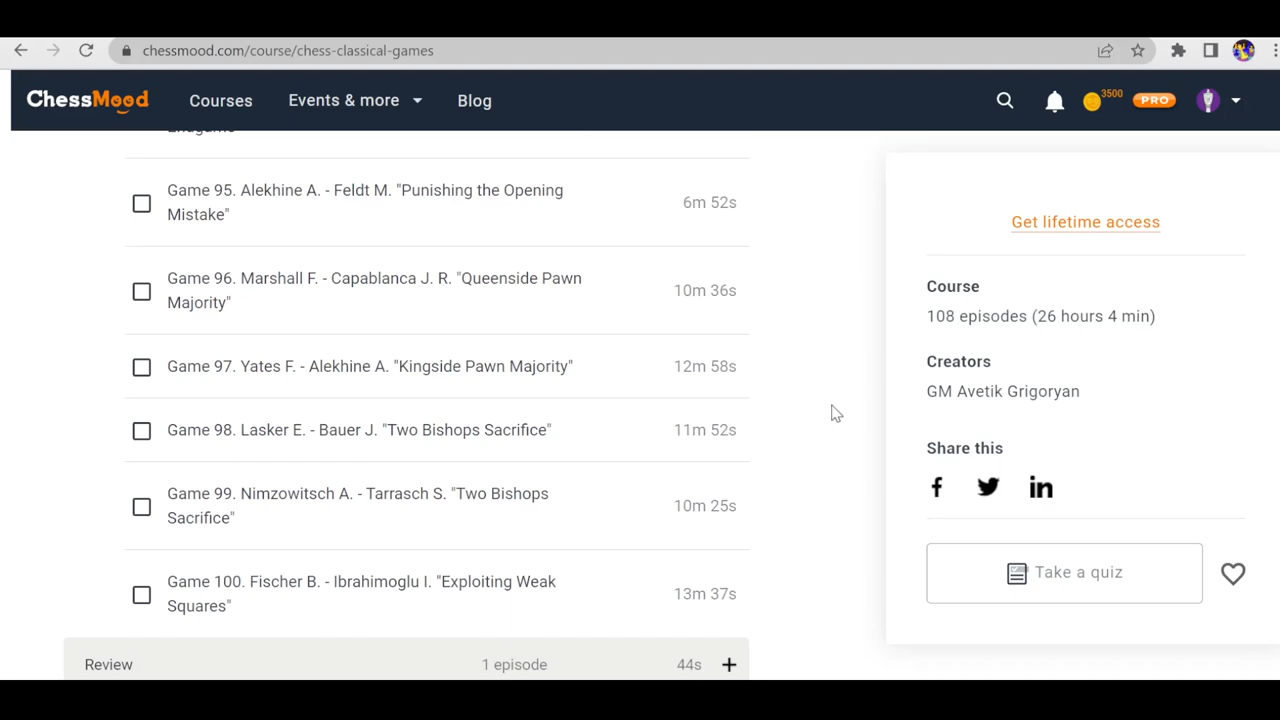 chessmood.com/course/chess-classical-games
ChessMood
Courses
Events & more
Blog
3500
PRO
Endgame"
Game 95. Alekhine A. - Feldt M. "Punishing the Opening
Mistake"
6m 52s
Game 96. Marshall F. - Capablanca J. R. "Queenside Pawn
Majority"
10m 36s
Game 97. Yates F. - Alekhine A. "Kingside Pawn Majority"
12m 58s
Game 98. Lasker E. - Bauer J. "Two Bishops Sacrifice"
11m 52s
Game 99. Nimzowitsch A. - Tarrasch S. "Two Bishops
Sacrifice"
10m 25s
Game 100. Fischer B. - Ibrahimoglu I. "Exploiting Weak
Squares"
13m 37s
Review
1 episode
44s
Get lifetime access
Course
108 episodes (26 hours 4 min)
Creators
GM Avetik Grigoryan
Share this
Take a quiz